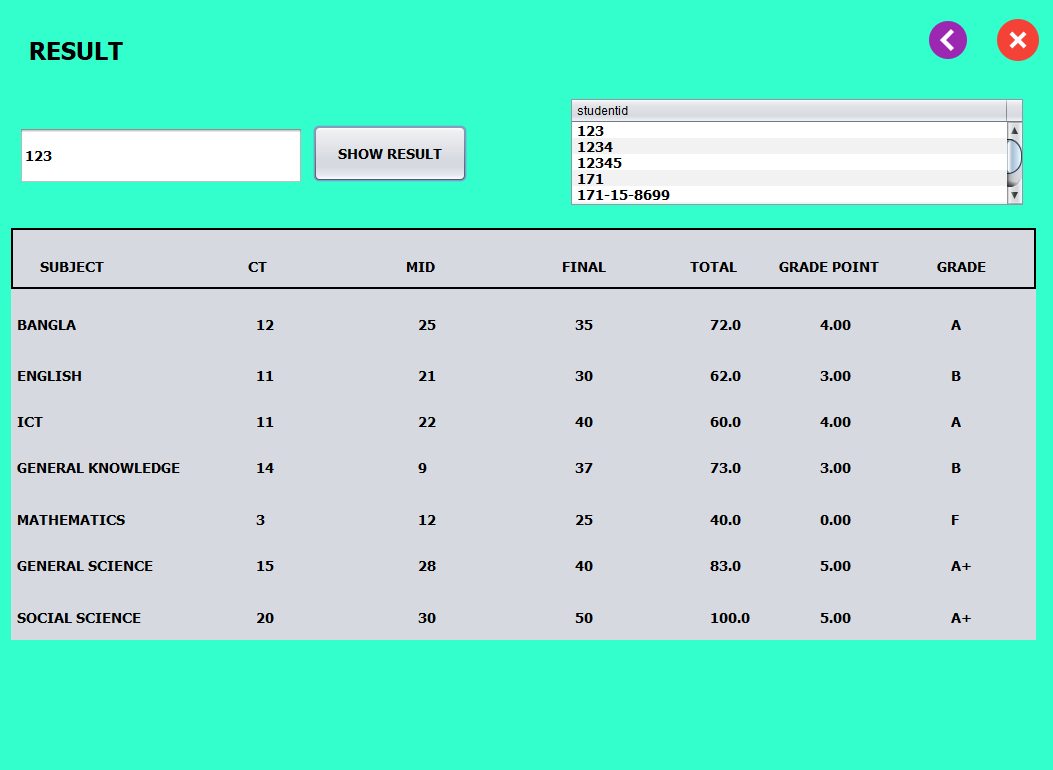 RESULT
studentid
123
1234
12345
171
171-15-8699
123 SHOW RESULT
SUBJECT CT MID FINAL TOTAL GRADE POINT GRADE
BANGLA 12 25 35 72.0 4.00 A
ENGLISH 11 21 30 62.0 3.00 B
ICT 11 22 40 60.0 4.00 A
GENERAL KNOWLEDGE 14 9 37 73.0 3.00 B
MATHEMATICS 3 12 25 40.0 0.00 F
GENERAL SCIENCE 15 28 40 83.0 5.00 A+
SOCIAL SCIENCE 20 30 50 100.0 5.00 A+